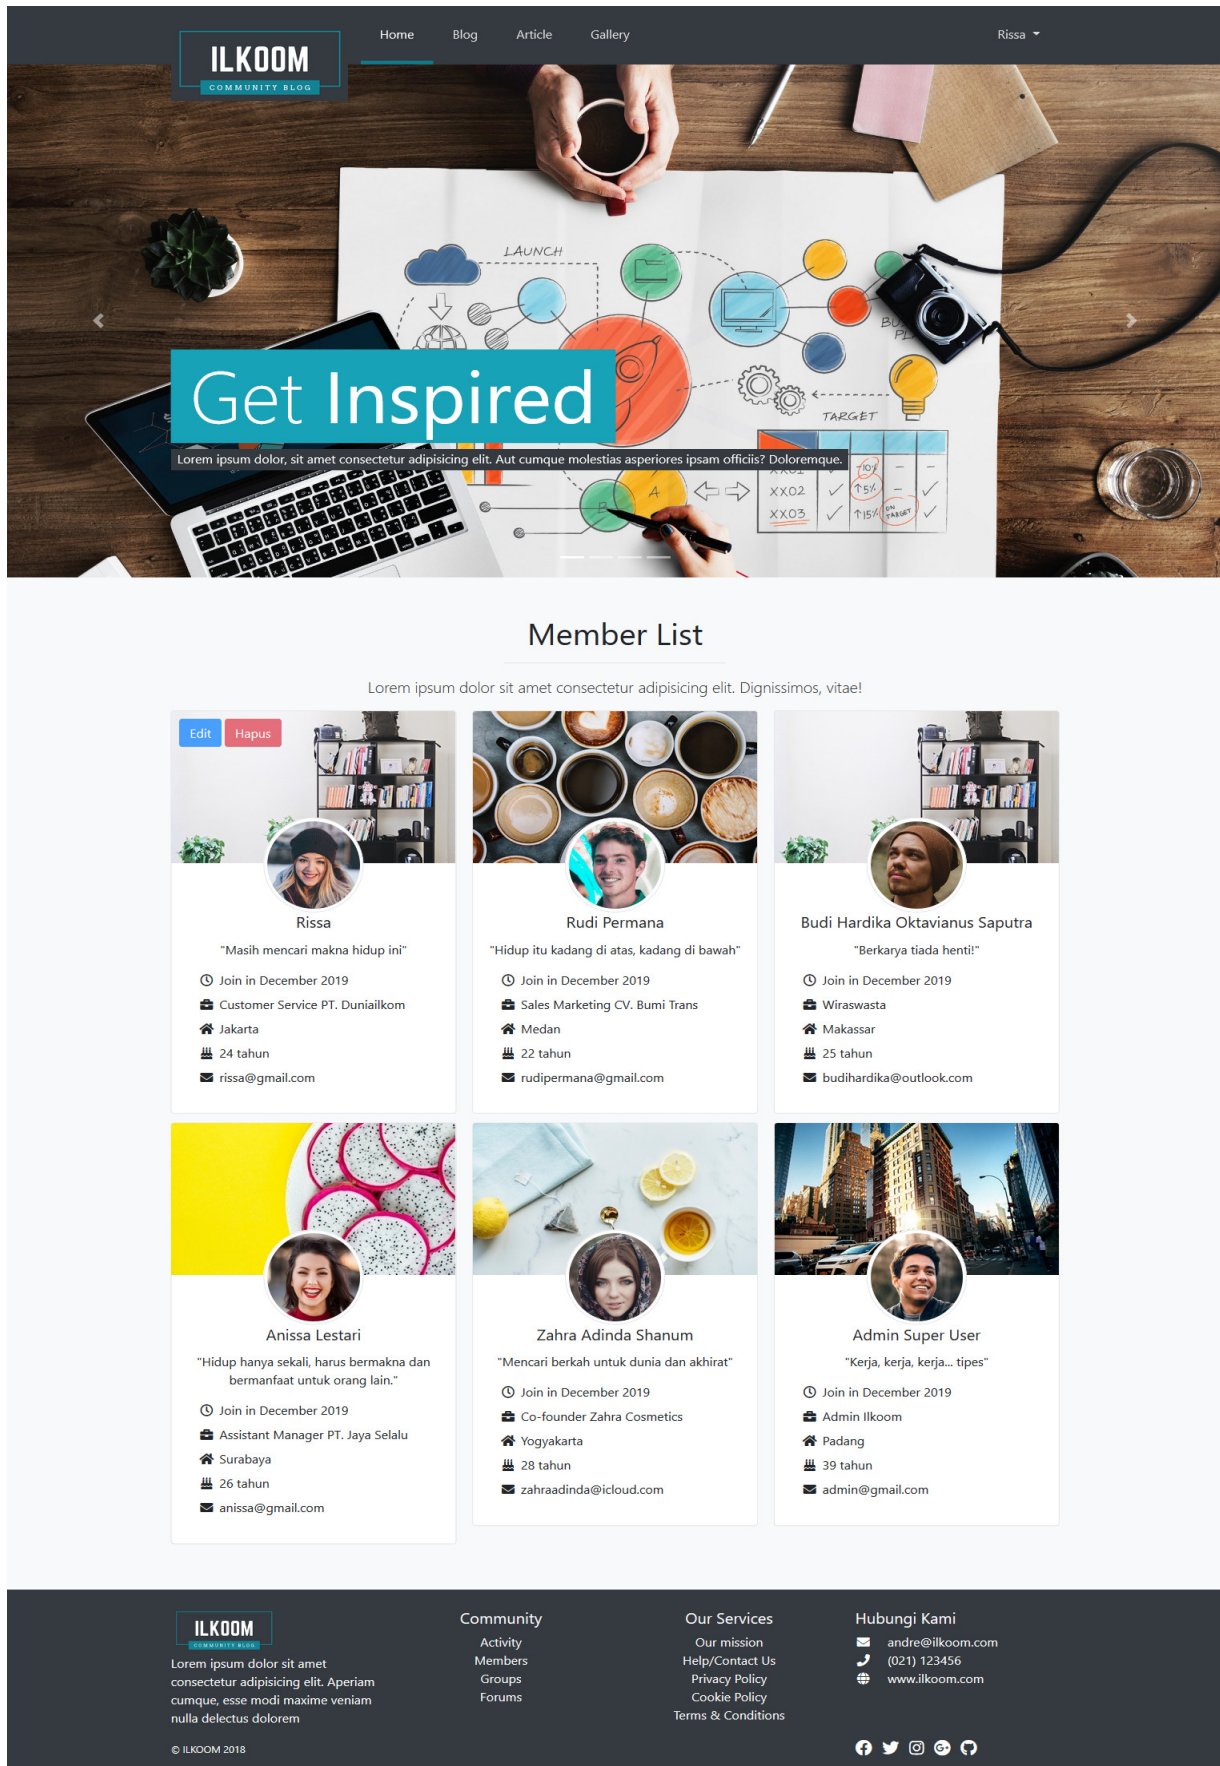 ILKOOM
COMMUNITY BLOG
Home
Blog
Article
Gallery
Rissa
LAUNCH
TARGET
XX02
↑5%
XX03
↑15%
ON TARGET
A
B
Get Inspired
Lorem ipsum dolor, sit amet consectetur adipisicing elit. Aut cumque molestias asperiores ipsam officiis? Doloremque.
Member List
Lorem ipsum dolor sit amet consectetur adipisicing elit. Dignissimos, vitae!
Edit
Hapus
Rissa
"Masih mencari makna hidup ini"
Join in December 2019
Customer Service PT. Duniailkom
Jakarta
24 tahun
rissa@gmail.com
Rudi Permana
"Hidup itu kadang di atas, kadang di bawah"
Join in December 2019
Sales Marketing CV. Bumi Trans
Medan
22 tahun
rudipermana@gmail.com
Budi Hardika Oktavianus Saputra
"Berkarya tiada henti!"
Join in December 2019
Wiraswasta
Makassar
25 tahun
budihardika@outlook.com
Anissa Lestari
"Hidup hanya sekali, harus bermakna dan
bermanfaat untuk orang lain."
Join in December 2019
Assistant Manager PT. Jaya Selalu
Surabaya
26 tahun
anissa@gmail.com
Zahra Adinda Shanum
"Mencari berkah untuk dunia dan akhirat"
Join in December 2019
Co-founder Zahra Cosmetics
Yogyakarta
28 tahun
zahraadinda@icloud.com
Admin Super User
"Kerja, kerja, kerja... tipes"
Join in December 2019
Admin Ilkoom
Padang
39 tahun
admin@gmail.com
ILKOOM
COMMUNITY BLOG
Lorem ipsum dolor sit amet
consectetur adipisicing elit. Aperiam
cumque, esse modi maxime veniam
nulla delectus dolorem
© ILKOOM 2018
Community
Activity
Members
Groups
Forums
Our Services
Our mission
Help/Contact Us
Privacy Policy
Cookie Policy
Terms & Conditions
Hubungi Kami
andre@ilkoom.com
(021) 123456
www.ilkoom.com